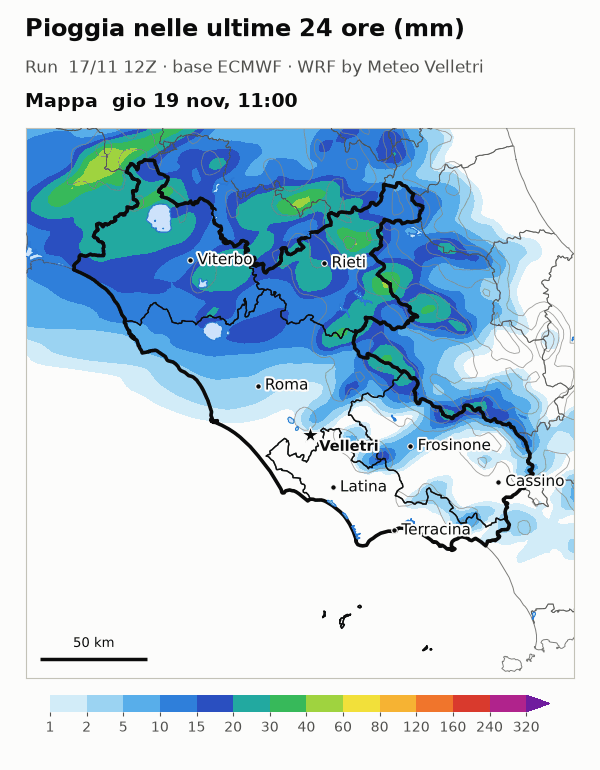 Pioggia nelle ultime 24 ore (mm)
Run 17/11 12Z · base ECMWF · WRF by Meteo Velletri
Mappa gio 19 nov, 11:00
Viterbo
Rieti
Roma
Velletri
Frosinone
Cassino
Latina
Terracina
50 km
1 2 5 10 15 20 30 40 60 80 120 160 240 320